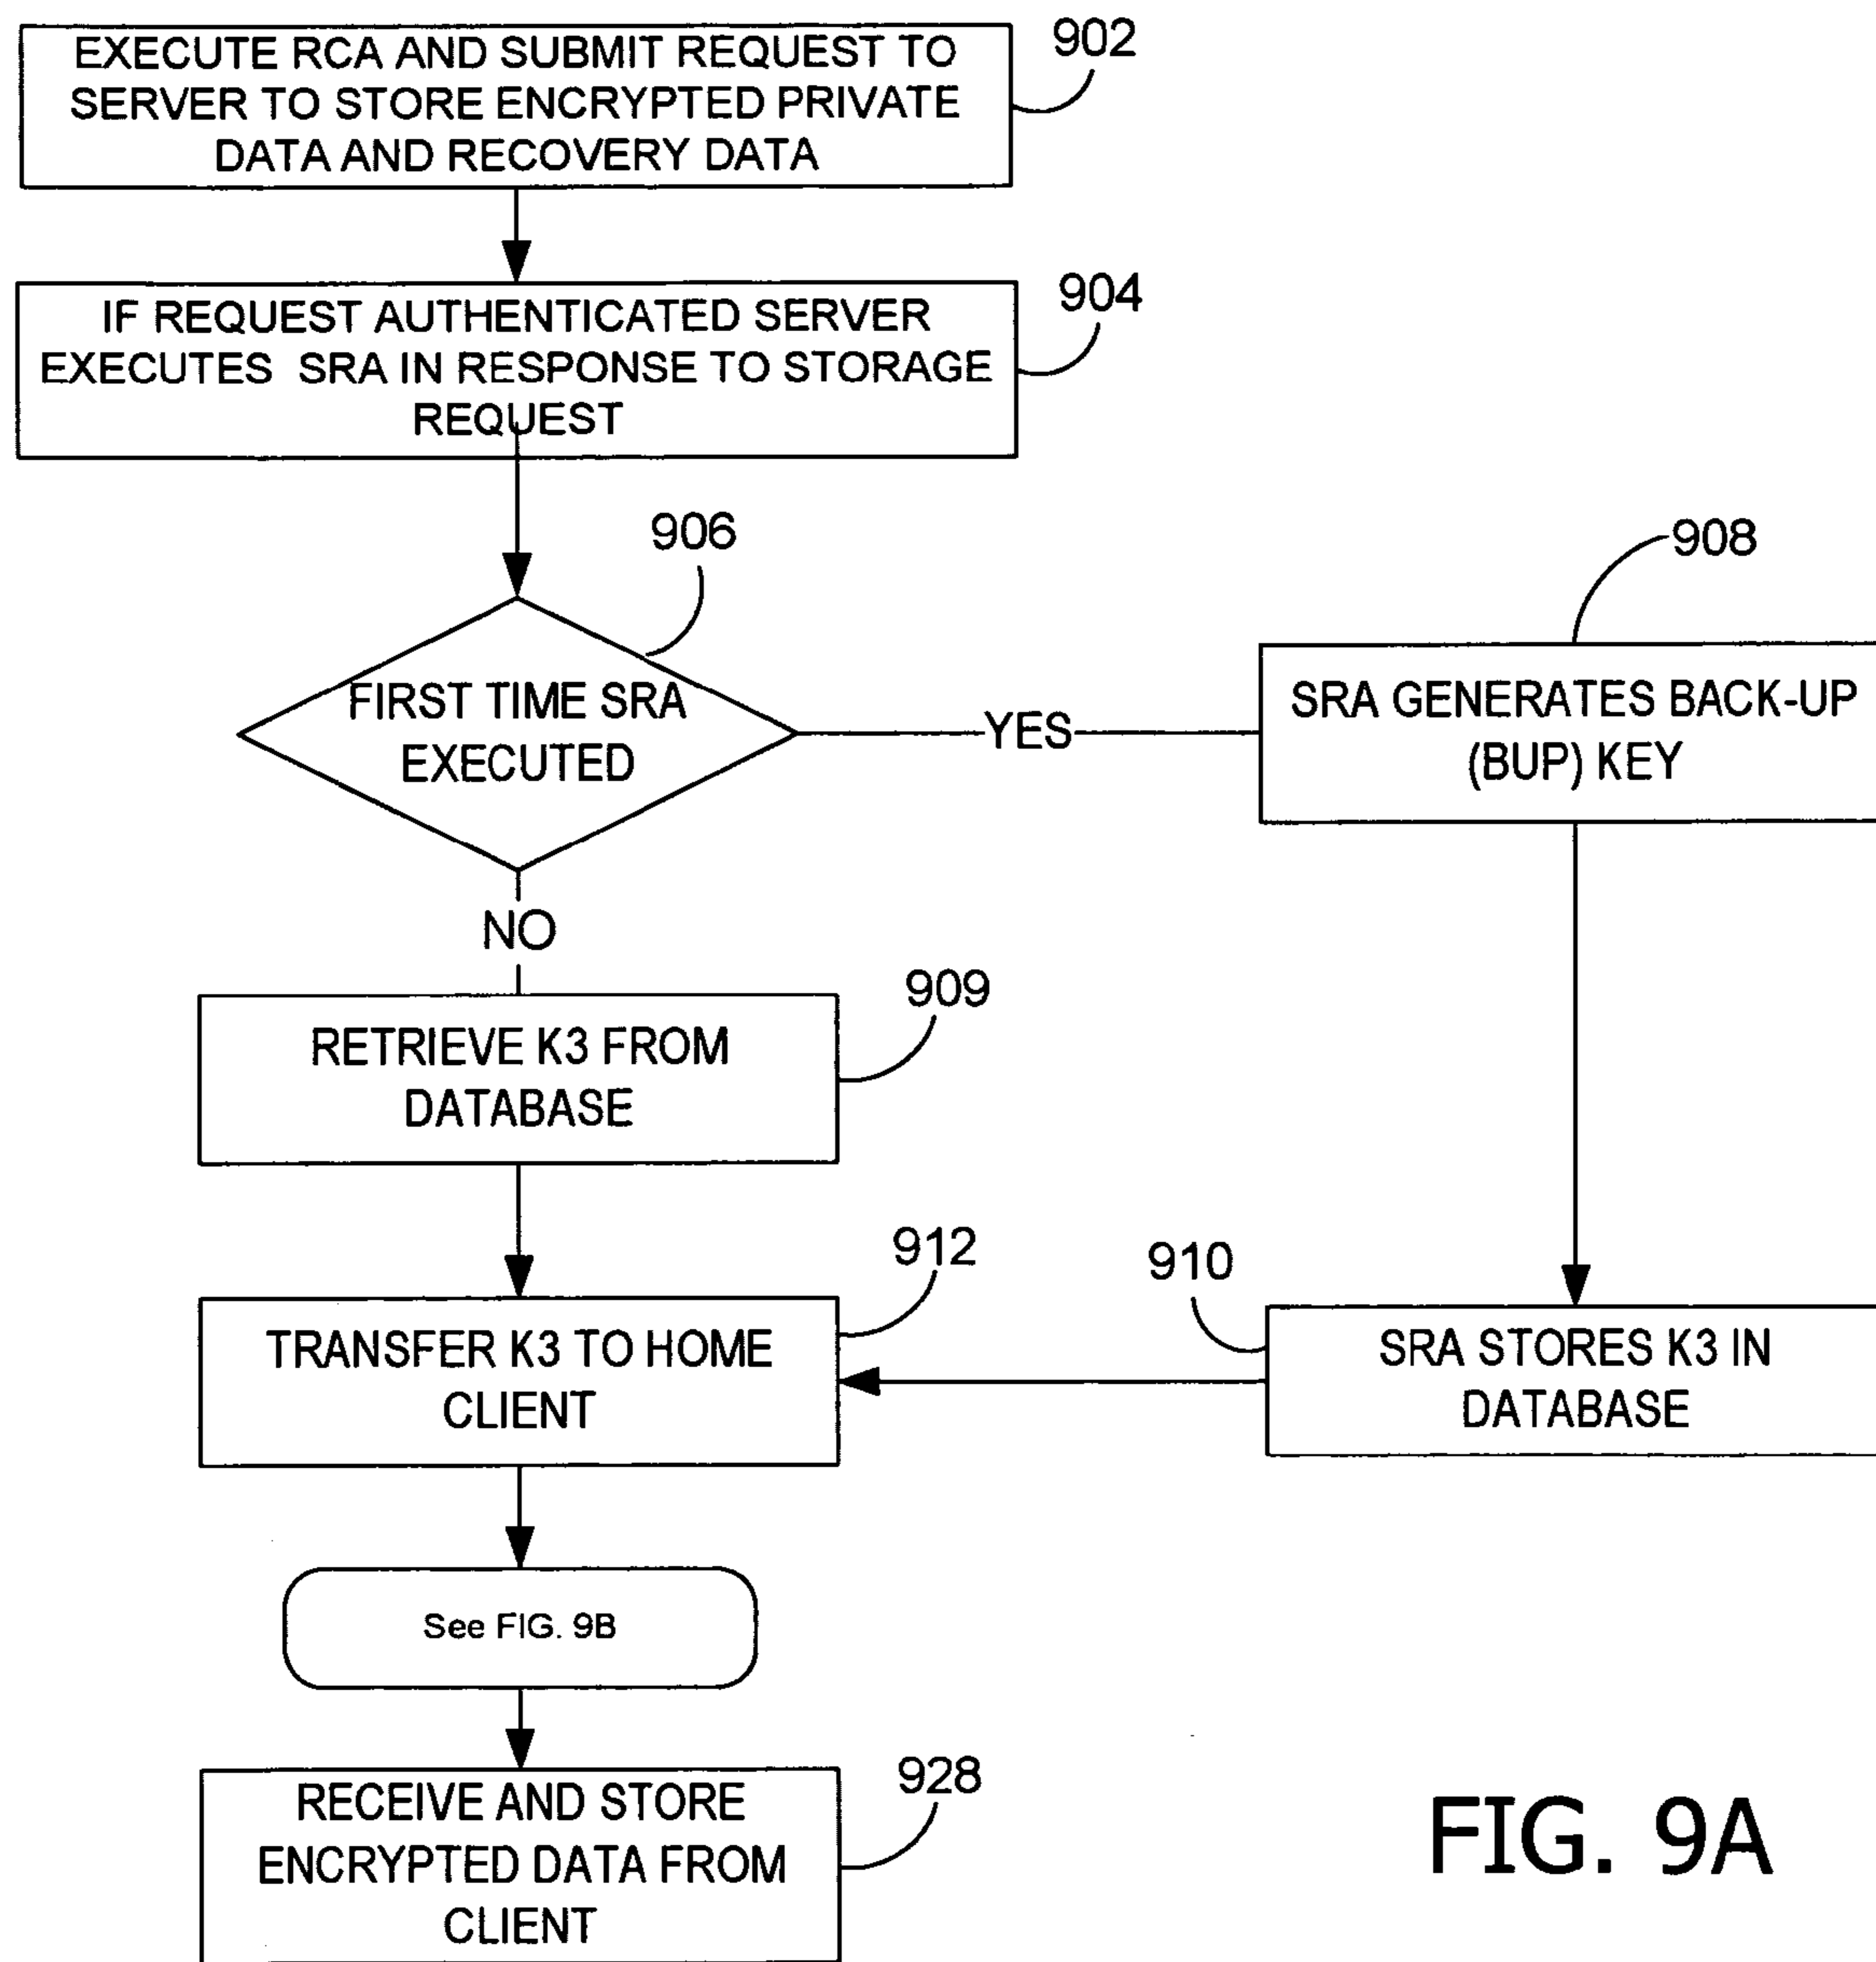 EXECUTE RCA AND SUBMIT REQUEST TO
SERVER TO STORE ENCRYPTED PRIVATE
DATA AND RECOVERY DATA
902
IF REQUEST AUTHENTICATED SERVER
EXECUTES SRA IN RESPONSE TO STORAGE
REQUEST
904
906
FIRST TIME SRA
EXECUTED
YES
908
SRA GENERATES BACK-UP
(BUP) KEY
NO
909
RETRIEVE K3 FROM
DATABASE
912
TRANSFER K3 TO HOME
CLIENT
910
SRA STORES K3 IN
DATABASE
See FIG. 9B
928
RECEIVE AND STORE
ENCRYPTED DATA FROM
CLIENT
FIG. 9A